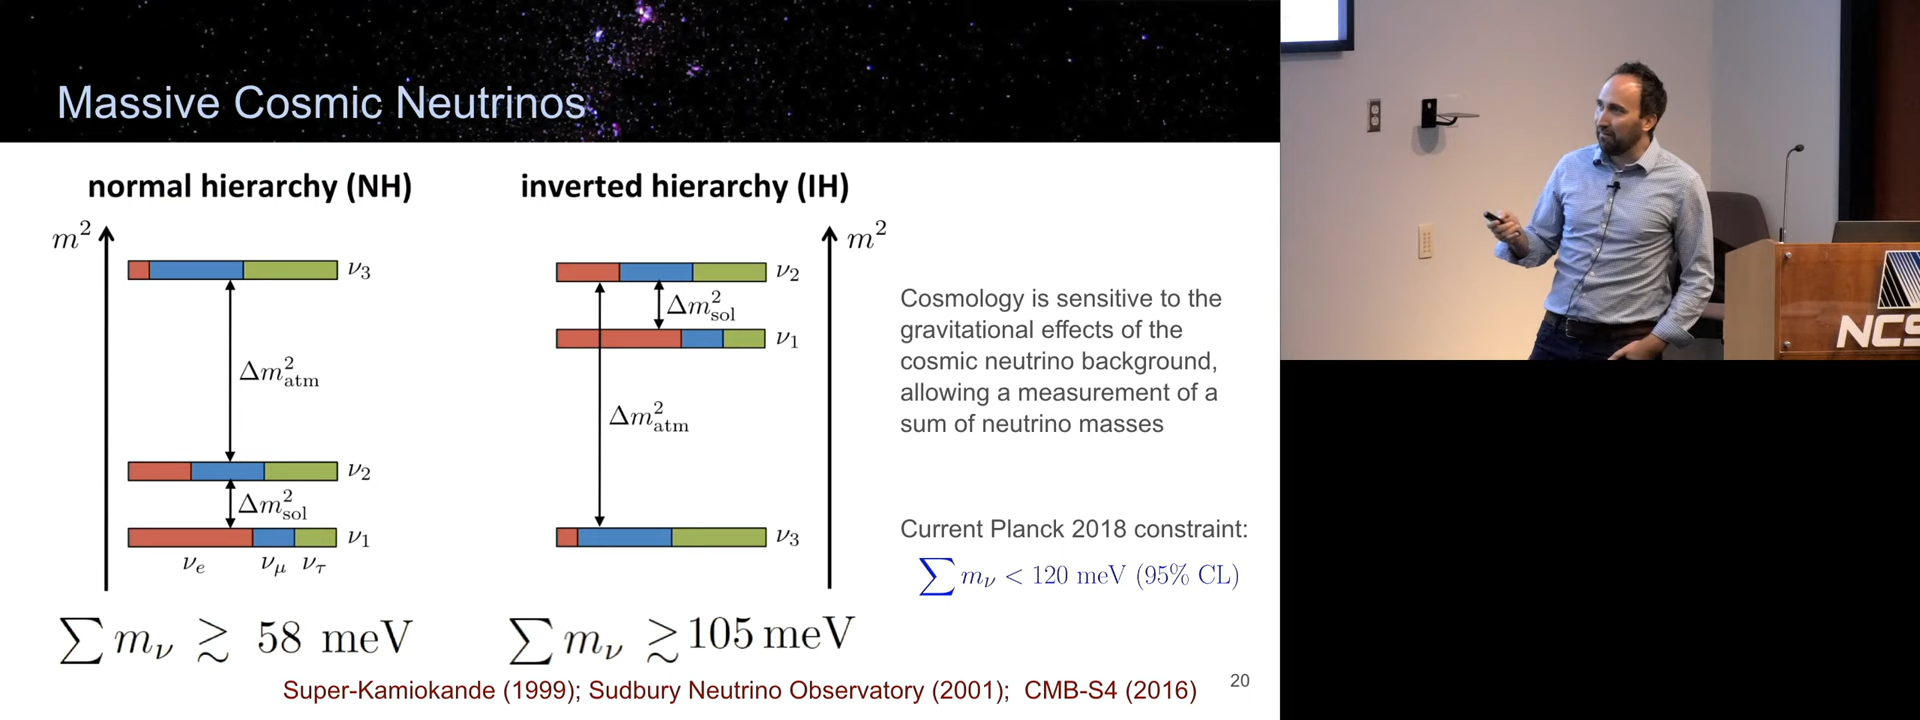 Massive Cosmic Neutrinos
normal hierarchy (NH)
m²
ν₃
Δm²atm
ν₂
Δm²sol
ν₁
νe νμ ντ
∑ mν ≳ 58 meV
inverted hierarchy (IH)
m²
ν₂
Δm²sol
ν₁
Δm²atm
ν₃
∑ mν ≳ 105 meV
Cosmology is sensitive to the
gravitational effects of the
cosmic neutrino background,
allowing a measurement of a
sum of neutrino masses
Current Planck 2018 constraint:
∑ mν < 120 meV (95% CL)
Super-Kamiokande (1999); Sudbury Neutrino Observatory (2001); CMB-S4 (2016)
20
NCS